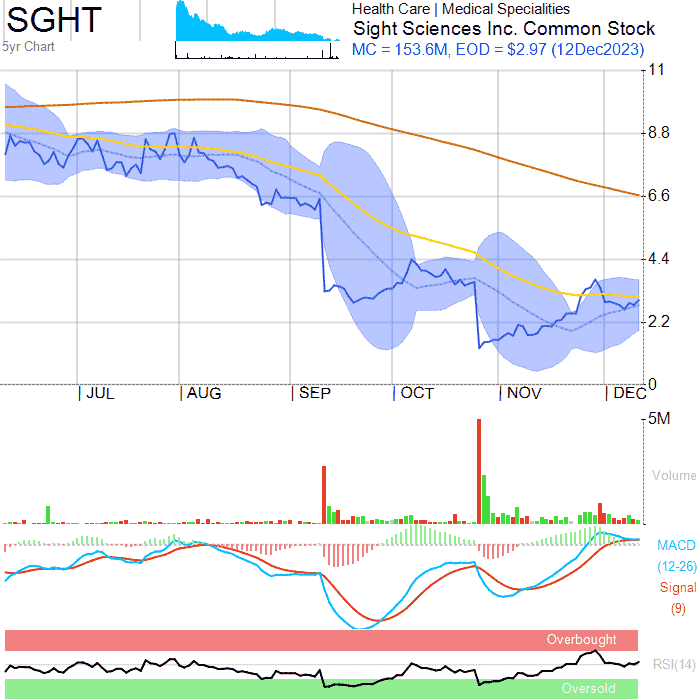 SGHT
5yr Chart
Health Care | Medical Specialities
Sight Sciences Inc. Common Stock
MC = 153.6M, EOD = $2.97 (12Dec2023)
11
8.8
6.6
4.4
2.2
0
| JUL | AUG | SEP | OCT | NOV | DEC
5M
Volume
MACD
(12-26)
Signal
(9)
Overbought
RSI(14)
Oversold